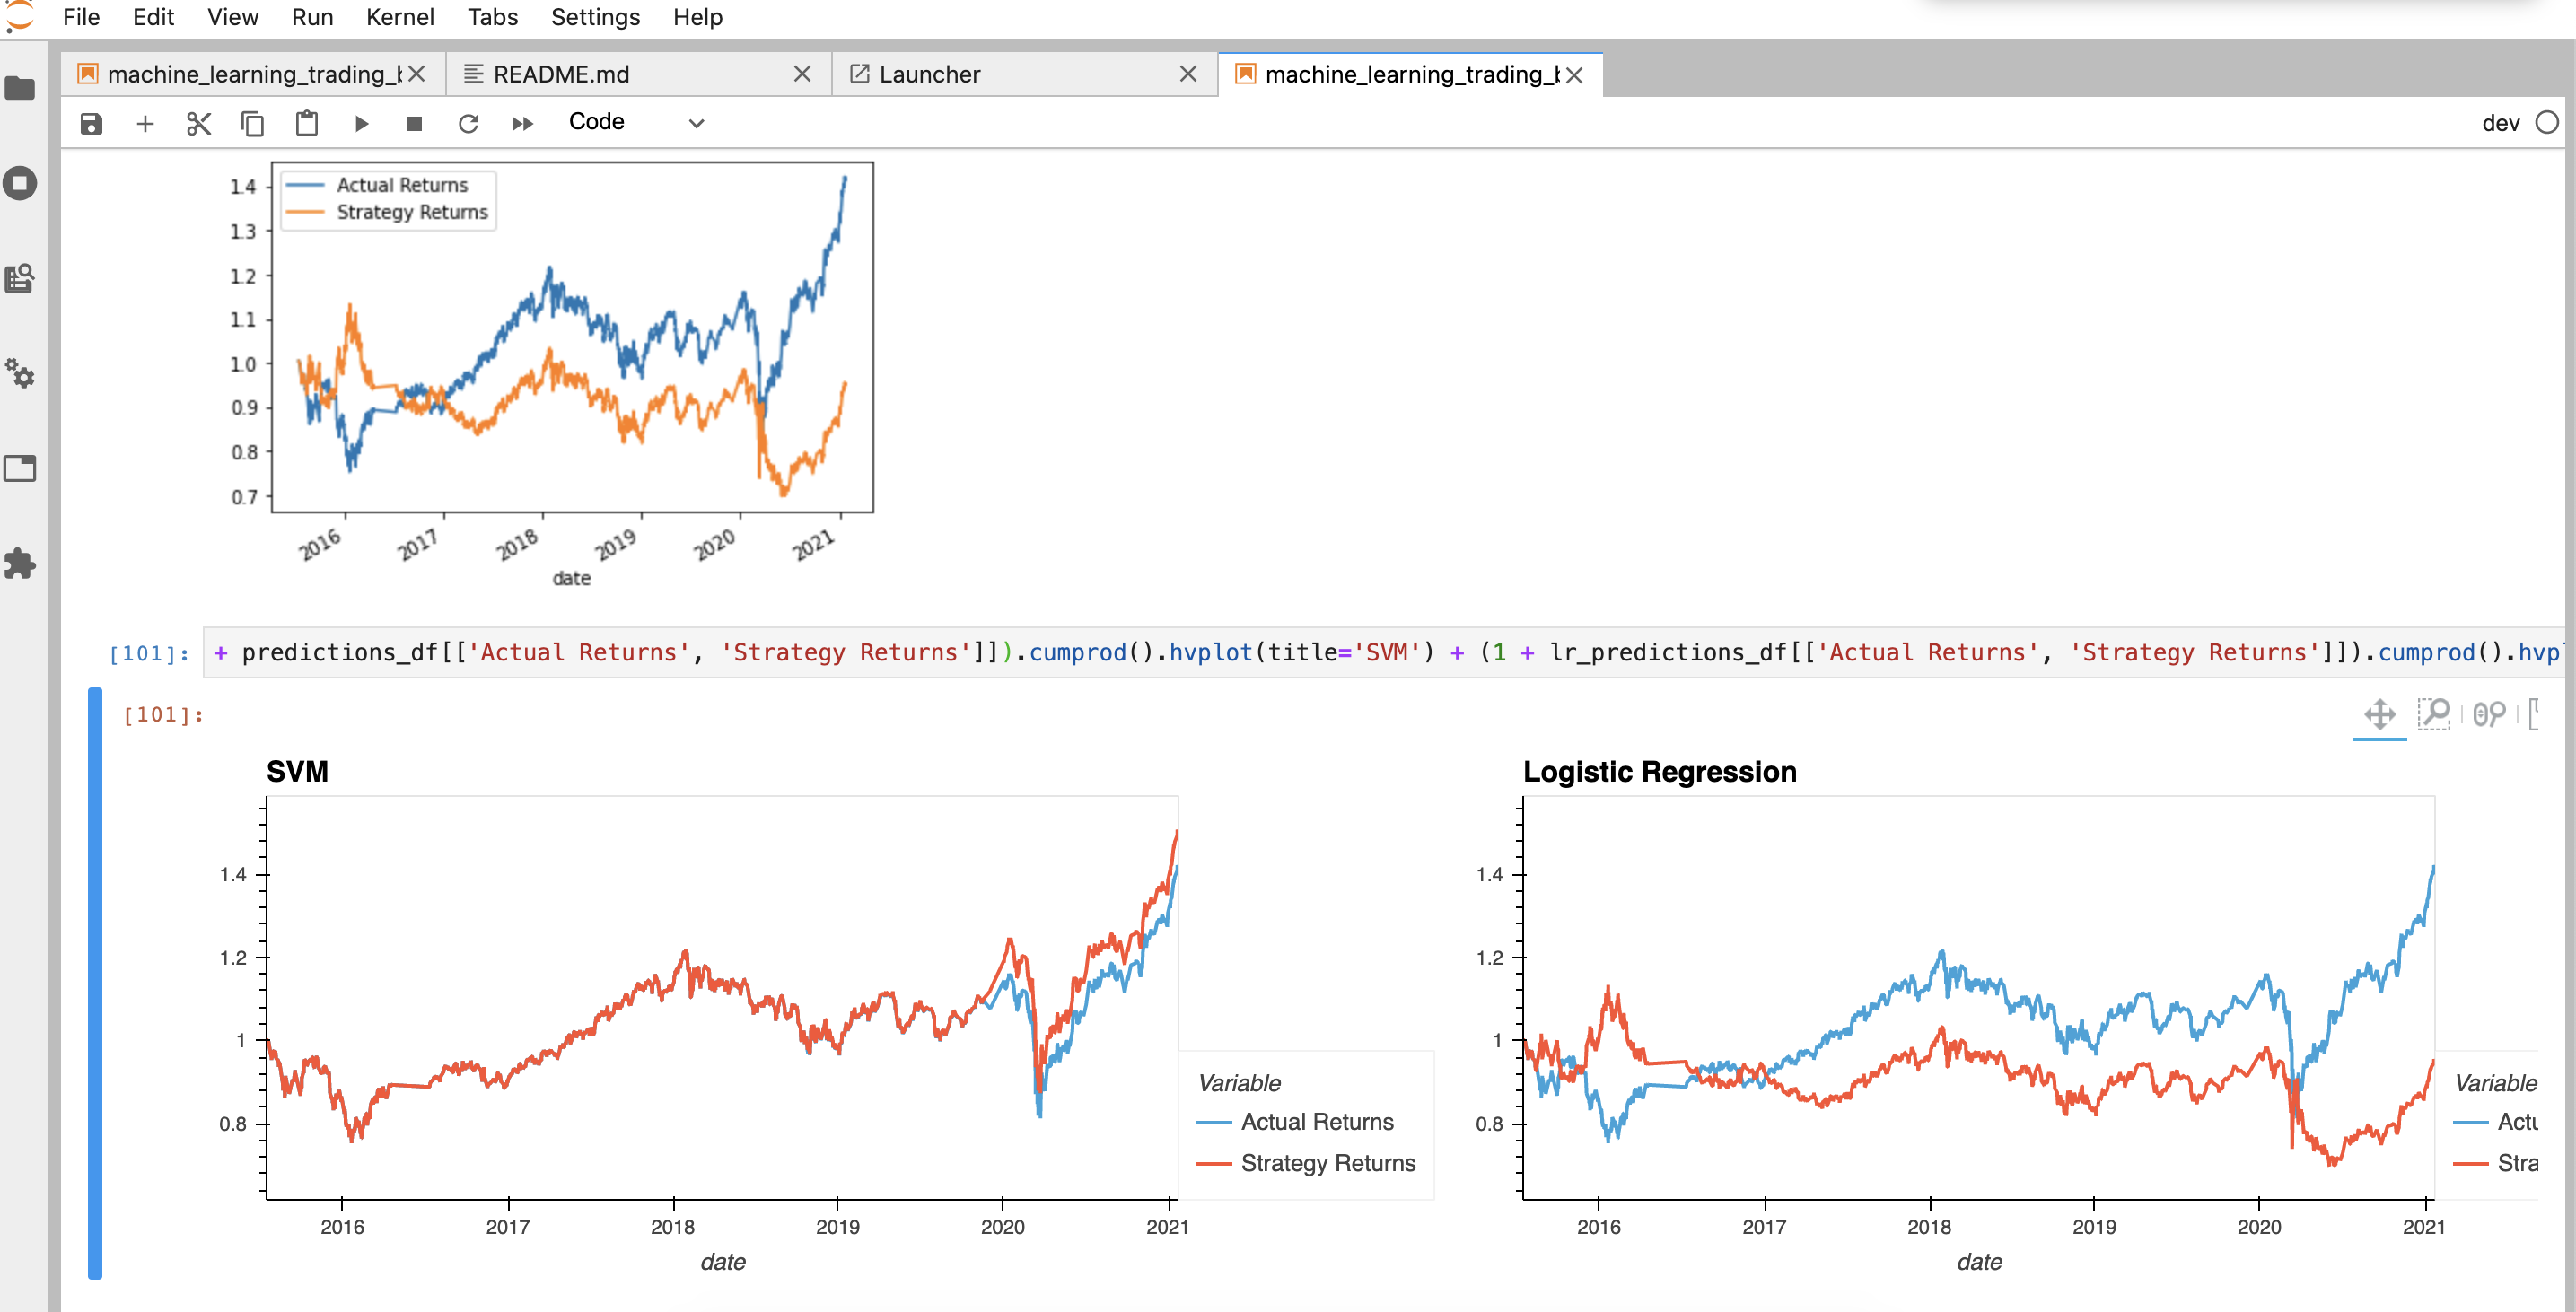 File Edit View Run Kernel Tabs Settings Help
machine_learning_trading_b README.md Launcher machine_learning_trading_b
Code dev
1.4
1.3
1.2
1.1
1.0
0.9
0.8
0.7
Actual Returns
Strategy Returns
2016 2017 2018 2019 2020 2021
date
[101]: + predictions_df[['Actual Returns', 'Strategy Returns']]).cumprod().hvplot(title='SVM') + (1 + lr_predictions_df[['Actual Returns', 'Strategy Returns']]).cumprod().hvpl
[101]:
SVM
1.4
1.2
1
0.8
2016 2017 2018 2019 2020 2021
date
Variable
Actual Returns
Strategy Returns
Logistic Regression
1.4
1.2
1
0.8
2016 2017 2018 2019 2020 2021
date
Variable
Actu
Stra